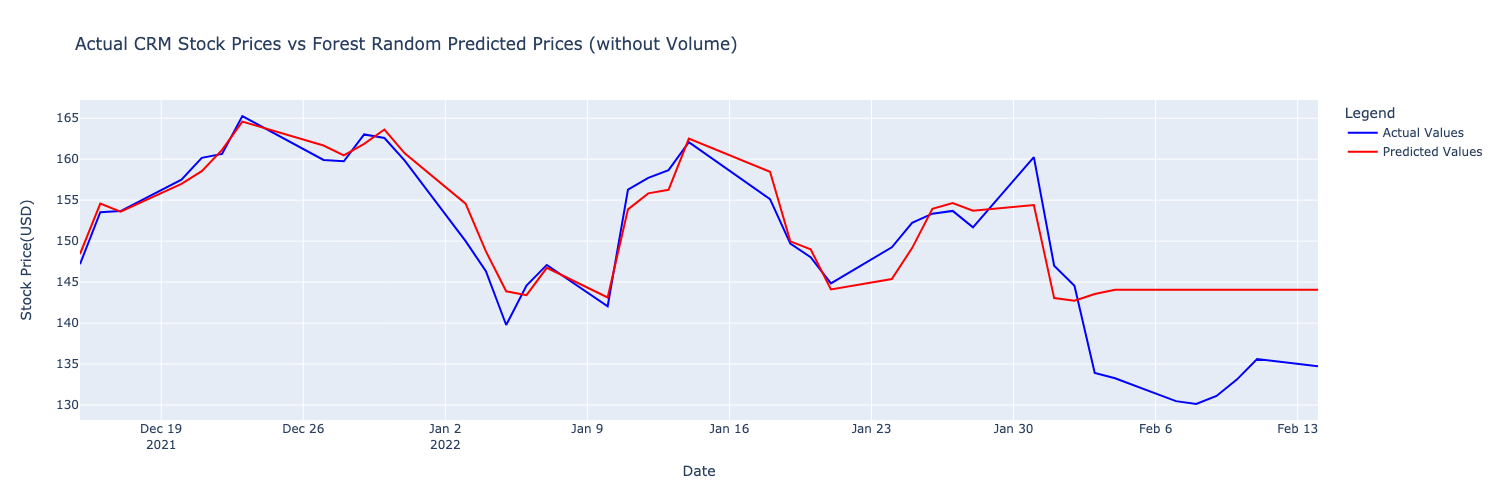 Actual CRM Stock Prices vs Forest Random Predicted Prices (without Volume)
Legend
Actual Values
Predicted Values
Stock Price(USD)
165
160
155
150
145
140
135
130
Dec 19
2021
Dec 26
Jan 2
2022
Jan 9
Jan 16
Jan 23
Jan 30
Feb 6
Feb 13
Date